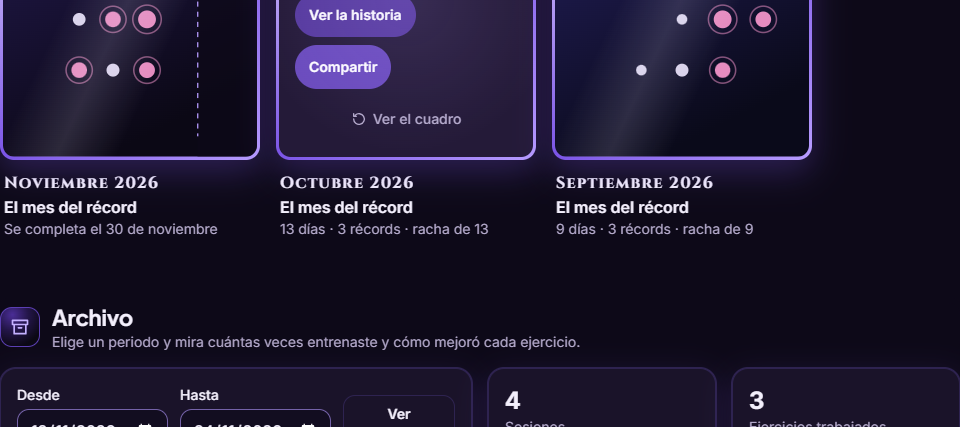 Ver la historia
Compartir
Ver el cuadro
Noviembre 2026
El mes del récord
Se completa el 30 de noviembre
Octubre 2026
El mes del récord
13 días · 3 récords · racha de 13
Septiembre 2026
El mes del récord
9 días · 3 récords · racha de 9
Archivo
Elige un periodo y mira cuántas veces entrenaste y cómo mejoró cada ejercicio.
Desde
Hasta
Ver
4
Sesiones
3
Ejercicios trabajados